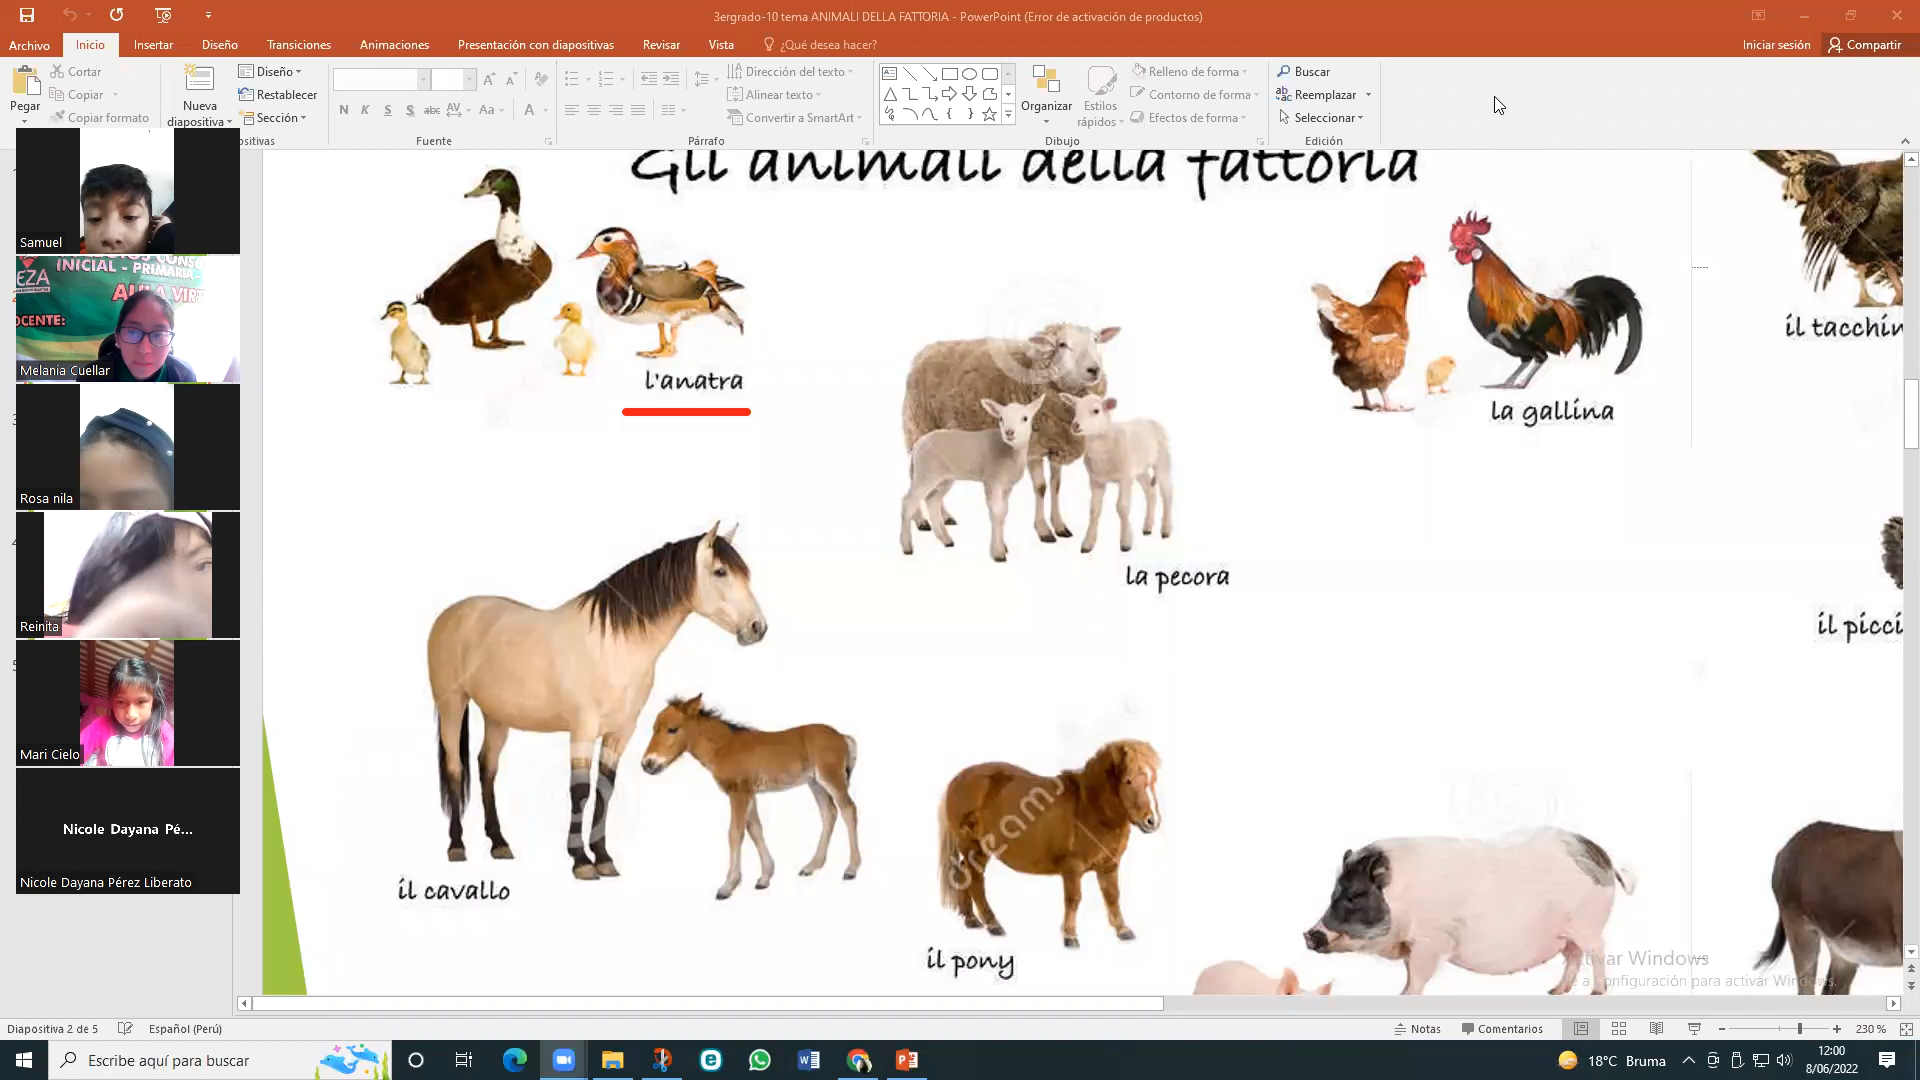 3ergrado-10 tema ANIMALI DELLA FATTORIA - PowerPoint (Error de activación de productos)
Archivo Inicio Insertar Diseño Transiciones Animaciones Presentación con diapositivas Revisar Vista ¿Qué desea hacer? Iniciar sesión Compartir
Pegar
Cortar
Copiar
Copiar formato
Nueva
diapositiva
Diseño
Restablecer
Sección
N K S S abc AV Aa A
Fuente
Dirección del texto
Alinear texto
Convertir a SmartArt
Párrafo
Organizar
Estilos
rápidos
Relleno de forma
Contorno de forma
Efectos de forma
Dibujo
Buscar
Reemplazar
Seleccionar
Edición
Samuel
INICIAL - PRIMARIA -
EZA
Melania Cuellar
Rosa nila
Reinita
Mari Cielo
Nicole Dayana Pé...
Nicole Dayana Pérez Liberato
Gli animali della fattoria
l'anatra
la pecora
la gallina
il cavallo
il pony
dreams
Diapositiva 2 de 5 Español (Perú) Notas Comentarios 230 %
Escribe aquí para buscar
18°C Bruma
12:00
8/06/2022